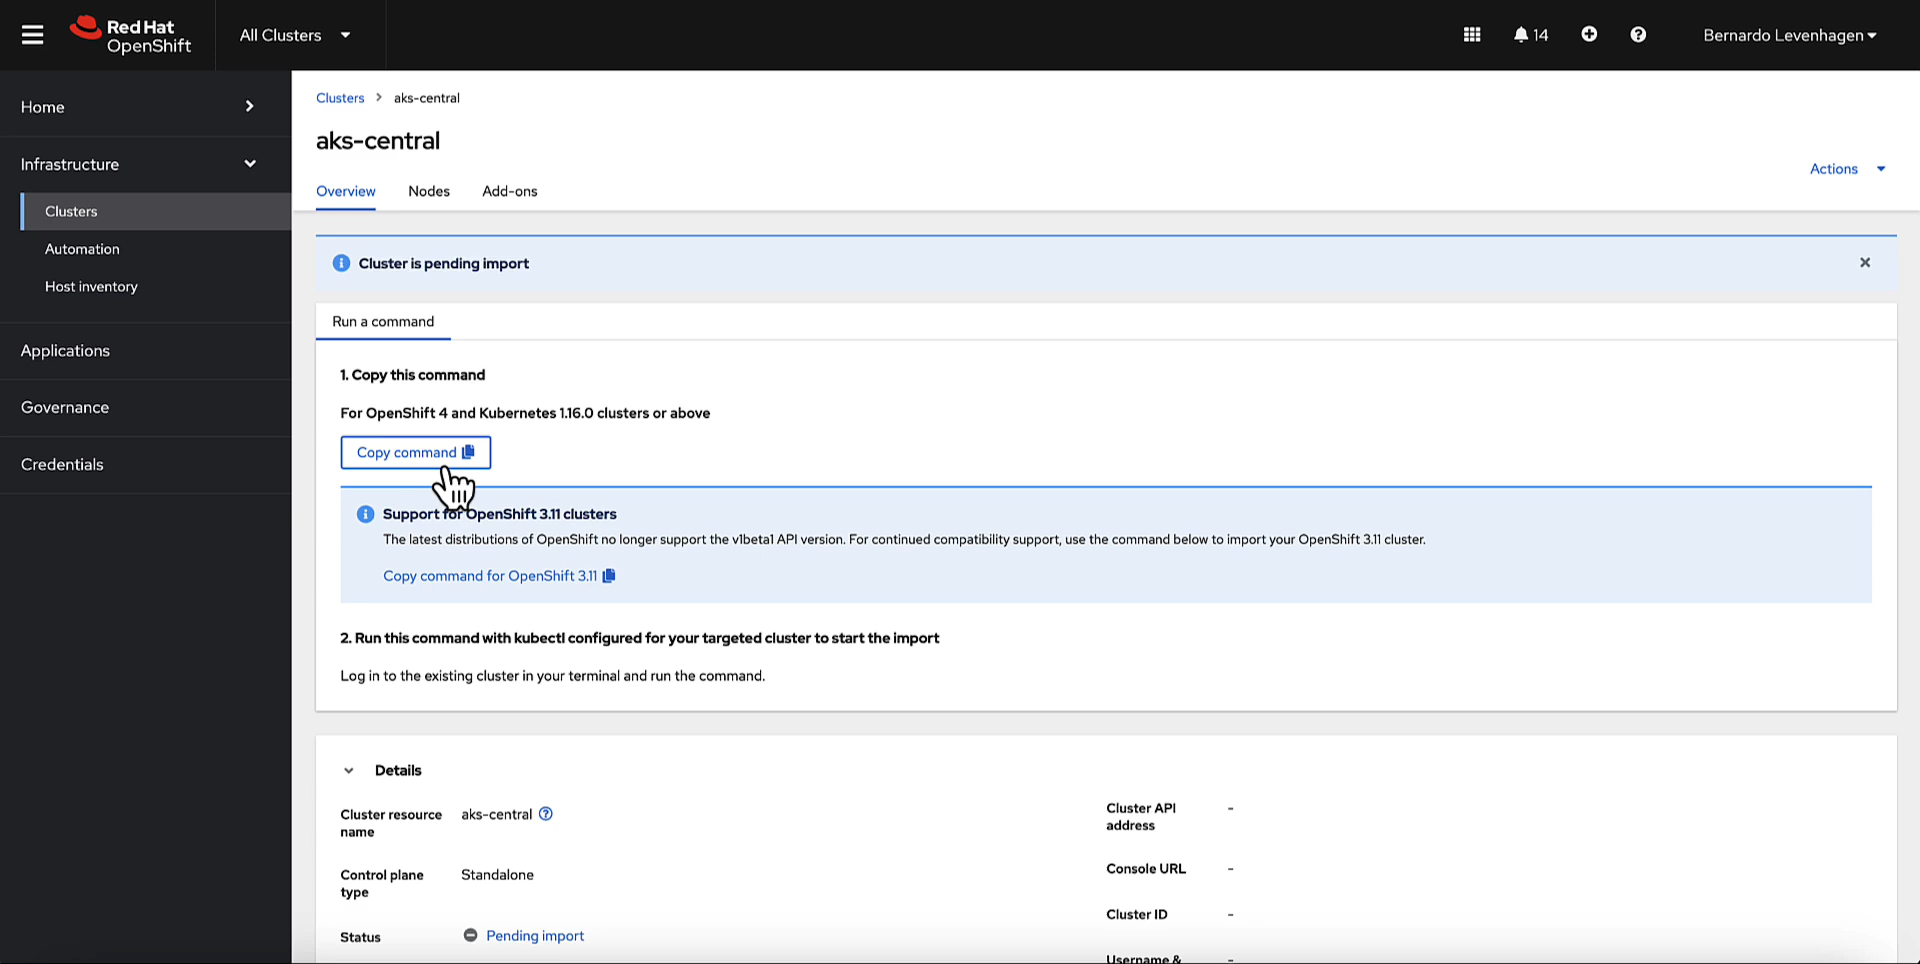 Red Hat
OpenShift
All Clusters
14
Bernardo Levenhagen
Home
Infrastructure
Clusters
Automation
Host inventory
Applications
Governance
Credentials
Clusters > aks-central
aks-central
Actions
Overview
Nodes
Add-ons
Cluster is pending import
Run a command
1. Copy this command
For OpenShift 4 and Kubernetes 1.16.0 clusters or above
Copy command
Support for OpenShift 3.11 clusters
The latest distributions of OpenShift no longer support the v1beta1 API version. For continued compatibility support, use the command below to import your OpenShift 3.11 cluster.
Copy command for OpenShift 3.11
2. Run this command with kubectl configured for your targeted cluster to start the import
Log in to the existing cluster in your terminal and run the command.
Details
Cluster resource name
aks-central
Control plane type
Standalone
Status
Pending import
Cluster API address
-
Console URL
-
Cluster ID
-
Username &
-